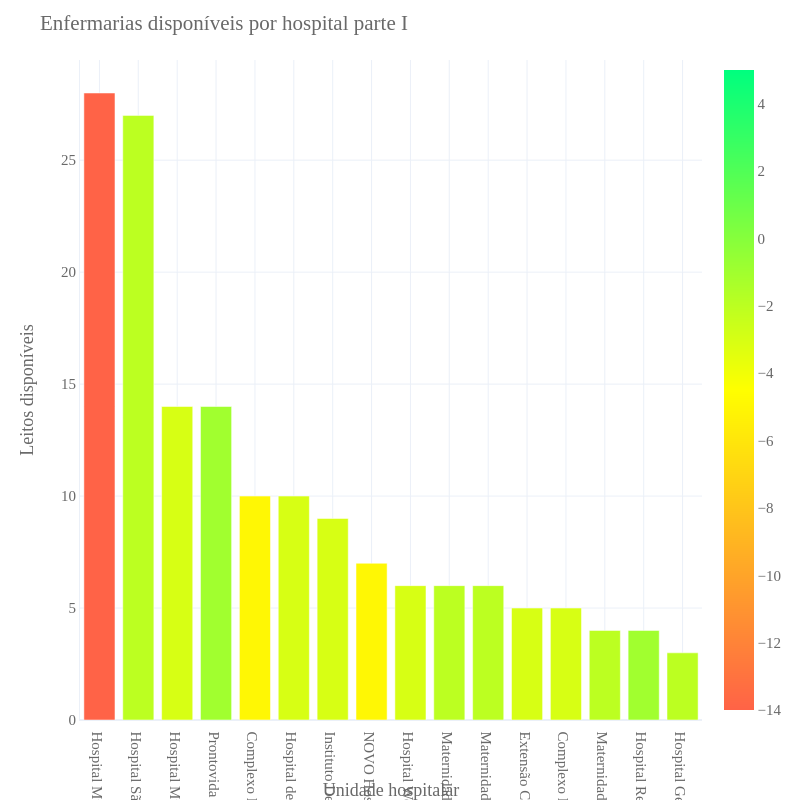 Enfermarias disponíveis por hospital parte I
Leitos disponíveis
25
20
15
10
5
0
4
2
0
−2
−4
−6
−8
−10
−12
−14
Hospital M
Hospital Sã
Hospital M
Prontovida
Complexo
Hospital de
Instituto
NOVO
Hospital
Maternidad
Maternidad
Extensão C
Complexo
Maternidad
Hospital Re
Hospital Ge
Unidade hospitalar